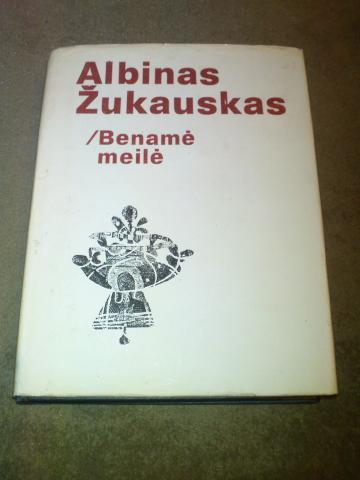 Albinas
Žukauskas
/Benamė
meilė